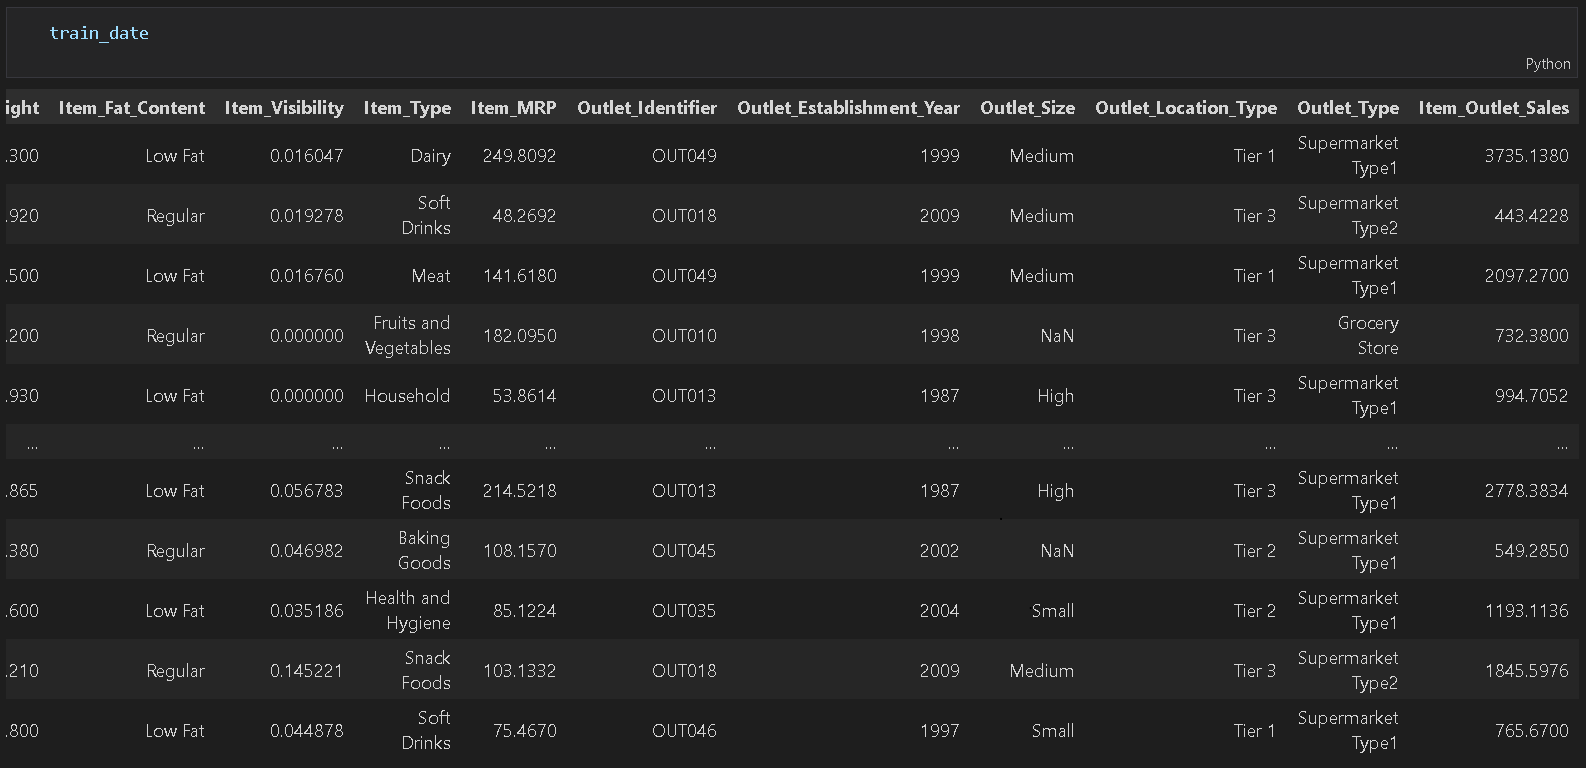 train_date
Python
ight Item_Fat_Content Item_Visibility Item_Type Item_MRP Outlet_Identifier Outlet_Establishment_Year Outlet_Size Outlet_Location_Type Outlet_Type Item_Outlet_Sales
.300 Low Fat 0.016047 Dairy 249.8092 OUT049 1999 Medium Tier 1 Supermarket Type1 3735.1380
.920 Regular 0.019278 Soft Drinks 48.2692 OUT018 2009 Medium Tier 3 Supermarket Type2 443.4228
.500 Low Fat 0.016760 Meat 141.6180 OUT049 1999 Medium Tier 1 Supermarket Type1 2097.2700
.200 Regular 0.000000 Fruits and Vegetables 182.0950 OUT010 1998 NaN Tier 3 Grocery Store 732.3800
.930 Low Fat 0.000000 Household 53.8614 OUT013 1987 High Tier 3 Supermarket Type1 994.7052
... ... ... ... ... ... ... ... ... ... ...
.865 Low Fat 0.056783 Snack Foods 214.5218 OUT013 1987 High Tier 3 Supermarket Type1 2778.3834
.380 Regular 0.046982 Baking Goods 108.1570 OUT045 2002 NaN Tier 2 Supermarket Type1 549.2850
.600 Low Fat 0.035186 Health and Hygiene 85.1224 OUT035 2004 Small Tier 2 Supermarket Type1 1193.1136
.210 Regular 0.145221 Snack Foods 103.1332 OUT018 2009 Medium Tier 3 Supermarket Type2 1845.5976
.800 Low Fat 0.044878 Soft Drinks 75.4670 OUT046 1997 Small Tier 1 Supermarket Type1 765.6700